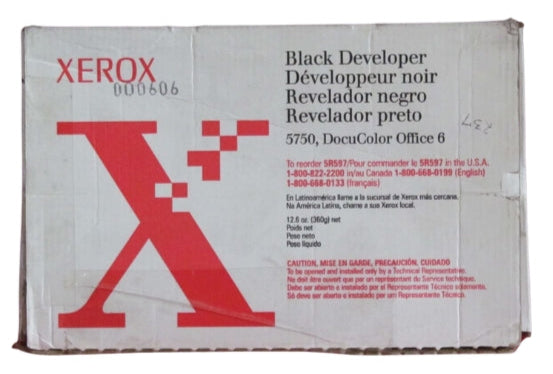 XEROX
000606
Black Developer
Développeur noir
Revelador negro
Revelador preto
5750, DocuColor Office 6
To reorder 5R597/Pour commander le 5R597 in the U.S.A.
1-800-822-2200 in/au Canada 1-800-668-0199 (English)
1-800-668-0133 (français)
En Latinoamérica llame a la sucursal de Xerox más cercana.
Na América Latina, chame a sua Xerox local.
12.6 oz. (360g) net
Poids net
Peso neto
Peso líquido
CAUTION, MISE EN GARDE, PRECAUCIÓN, CUIDADO
To be opened and installed only by a Technical Representative.
Ne doit être ouvert que par un représentant du Service technique.
Debe ser abierto e instalado por el Representante Técnico solamente.
Só deve ser aberto e instalado por um Representante Técnico.